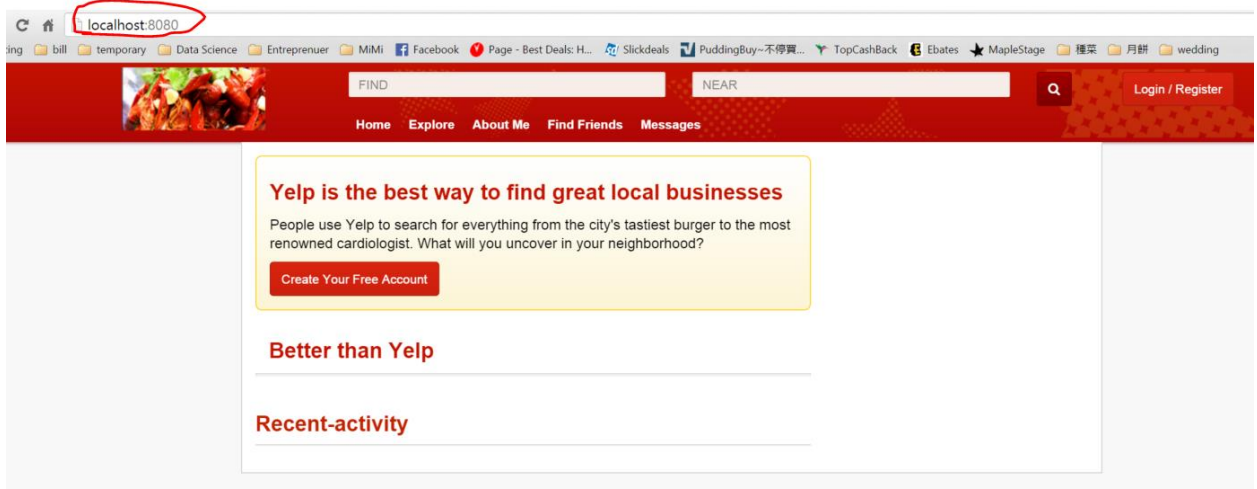 localhost:8080
bill temporary Data Science Entreprenuer MiMi Facebook Page - Best Deals: H... Slickdeals PuddingBuy~不停買... TopCashBack Ebates MapleStage 種菜 月餅 wedding
FIND NEAR Login / Register
Home Explore About Me Find Friends Messages
Yelp is the best way to find great local businesses
People use Yelp to search for everything from the city's tastiest burger to the most
renowned cardiologist. What will you uncover in your neighborhood?
Create Your Free Account
Better than Yelp
Recent-activity